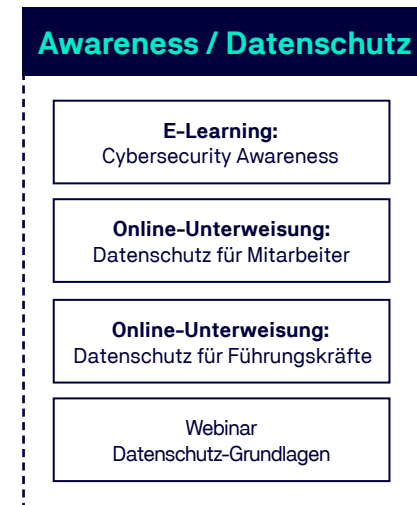 Awareness / Datenschutz
E-Learning:
Cybersecurity Awareness
Online-Unterweisung:
Datenschutz für Mitarbeiter
Online-Unterweisung:
Datenschutz für Führungskräfte
Webinar
Datenschutz-Grundlagen